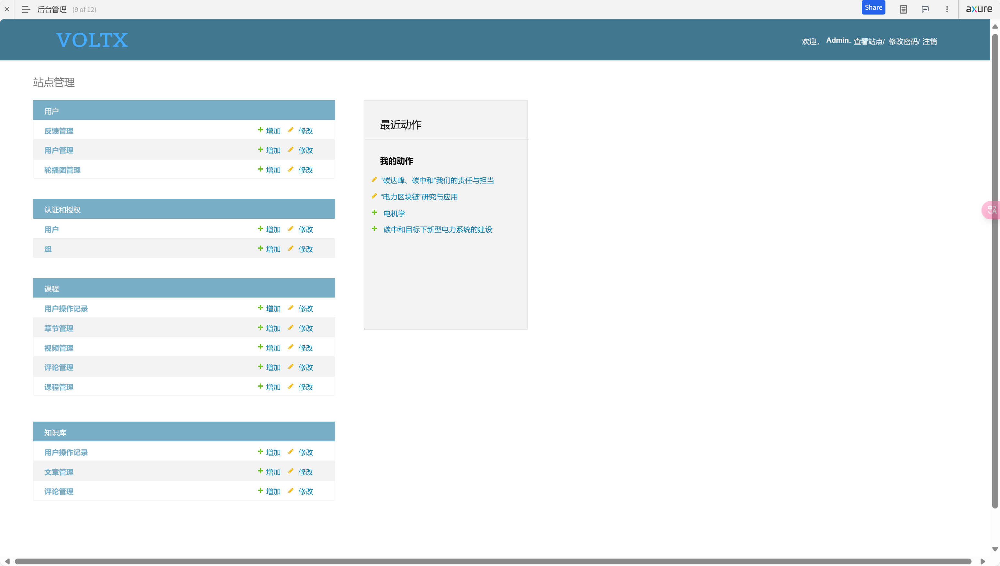 后台管理 (9 of 12) Share axure
VOLTX
欢迎， Admin. 查看站点/ 修改密码/ 注销
站点管理
用户
反馈管理 增加 修改
用户管理 增加 修改
轮播图管理 增加 修改
认证和授权
用户 增加 修改
组 增加 修改
课程
用户操作记录 增加 修改
章节管理 增加 修改
视频管理 增加 修改
评论管理 增加 修改
课程管理 增加 修改
知识库
用户操作记录 增加 修改
文章管理 增加 修改
评论管理 增加 修改
最近动作
我的动作
“碳达峰、碳中和”我们的责任与担当
“电力区块链”研究与应用
电机学
碳中和目标下新型电力系统的建设
中A